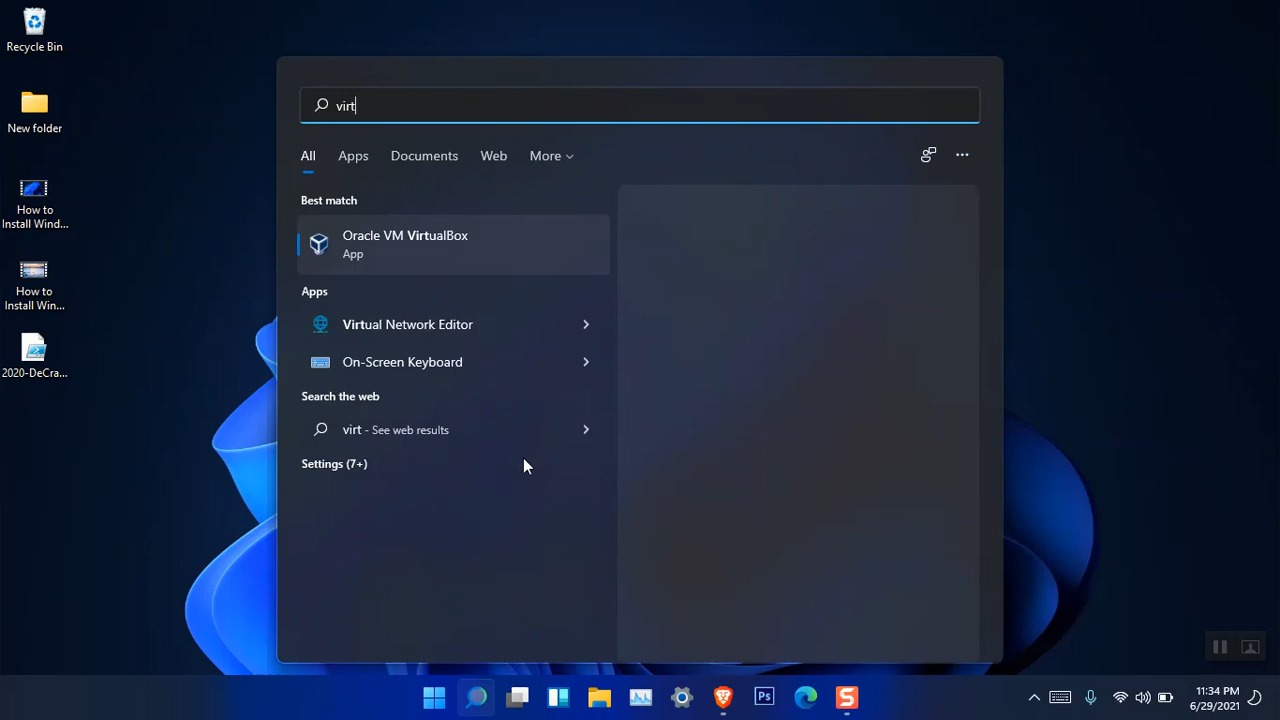 Recycle Bin
New folder
How to
Install Wind...
How to
Install Win...
2020-DeCra...
virt
All
Apps
Documents
Web
More
Best match
Oracle VM VirtualBox
App
Apps
Virtual Network Editor
On-Screen Keyboard
Search the web
virt - See web results
Settings (7+)
Ps
S
11:34 PM
6/29/2021